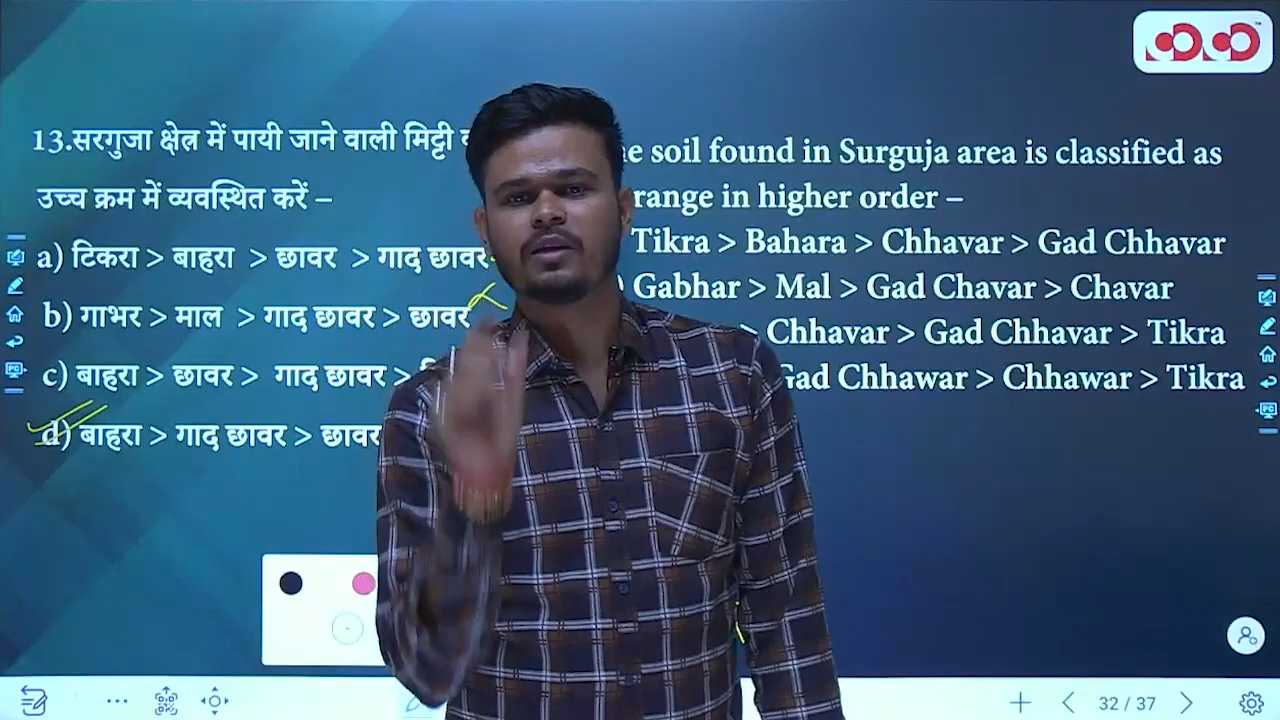 13.सरगुजा क्षेत्र में पायी जाने वाली मिट्टी
उच्च क्रम में व्यवस्थित करें –
a) टिकरा > बाहरा > छावर > गाद छावर
b) गाभर > माल > गाद छावर > छावर
c) बाहरा > छावर > गाद छावर >
d) बाहरा > गाद छावर > छावर
soil found in Surguja area is classified as
range in higher order –
Tikra > Bahara > Chhavar > Gad Chhavar
) Gabhar > Mal > Gad Chavar > Chavar
> Chhavar > Gad Chhavar > Tikra
Gad Chhawar > Chhawar > Tikra
32 / 37